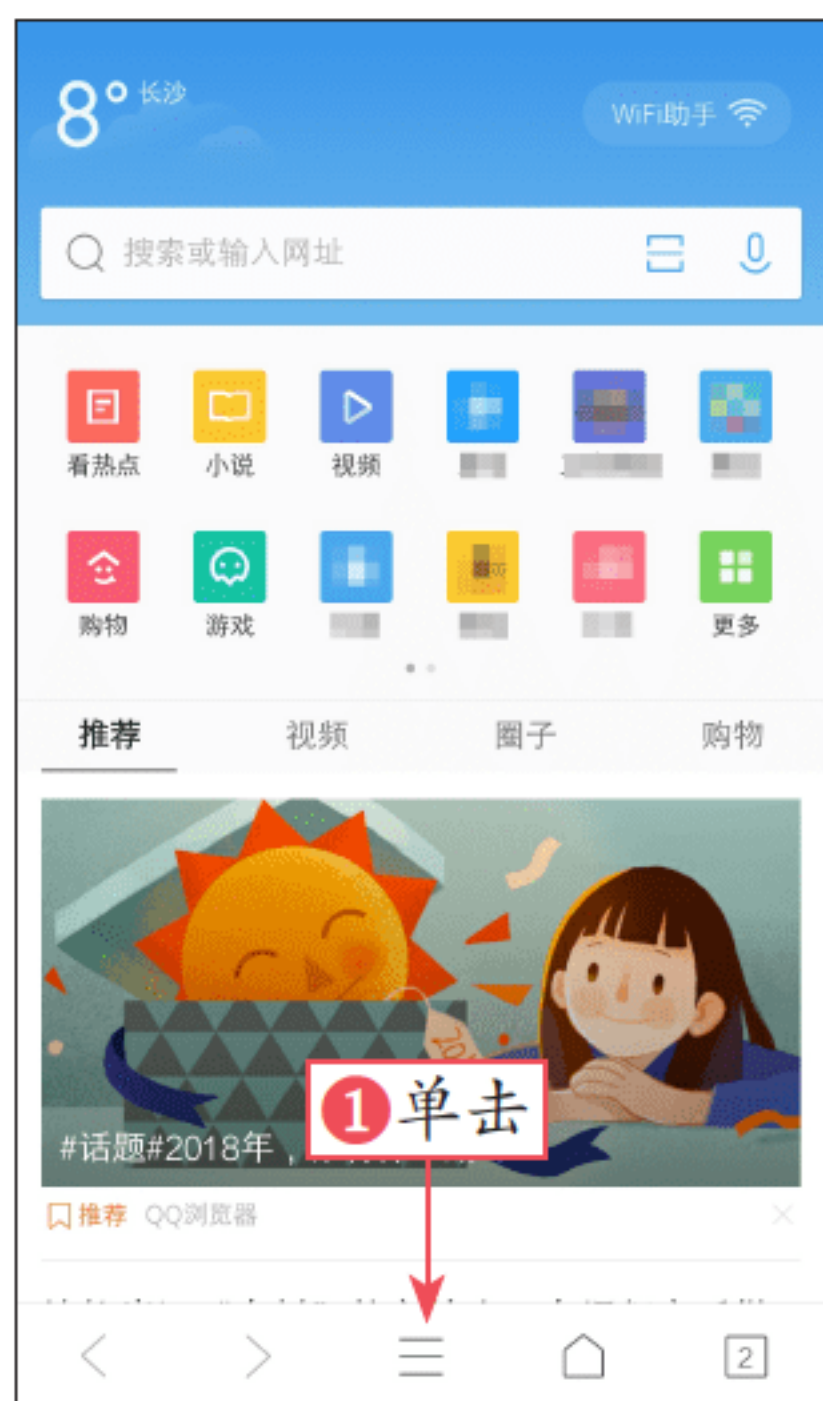 8° 长沙
WiFi助手
搜索或输入网址
看热点 小说 视频
购物 游戏 更多
推荐 视频 圈子 购物
1 单击
#话题#2018年，
推荐 QQ浏览器
2